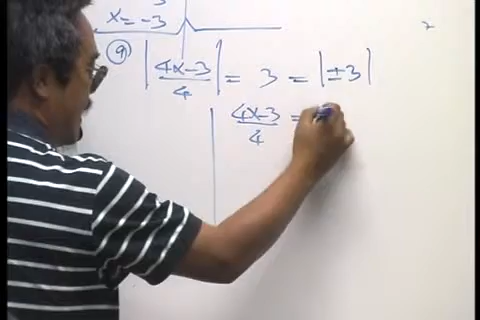 x = -3
⑨ |4x-3/4| = 3 = |±3|
4x-3/4 =